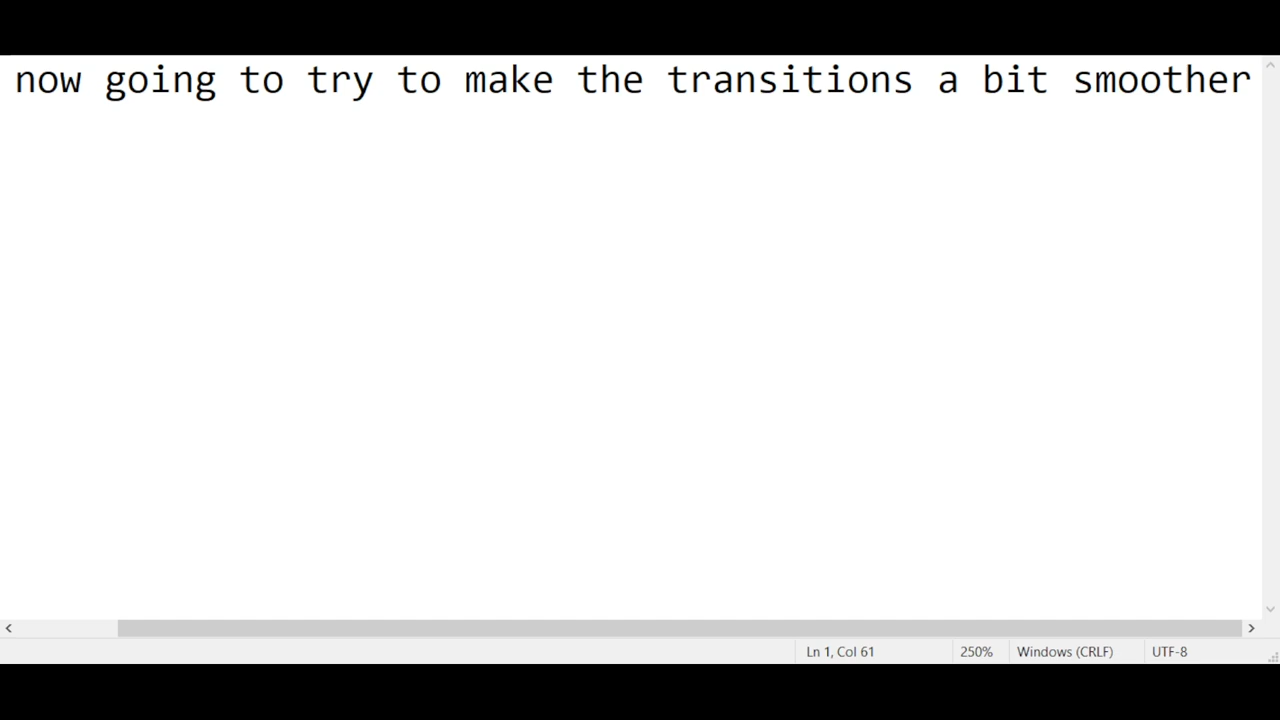 now going to try to make the transitions a bit smoother
Ln 1, Col 61 250% Windows (CRLF) UTF-8